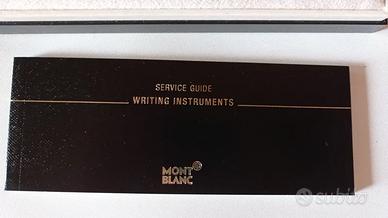 SERVICE GUIDE
WRITING INSTRUMENTS
MONT
BLANC
subito